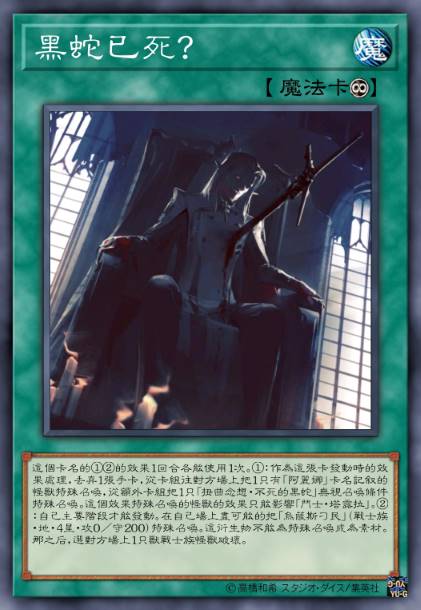 黑蛇已死?
魔
【魔法卡♾】
這個卡名的①②的效果1回合各能使用1次。①:作為這張卡發動時的效
果處理,去弃1張手卡,從卡組往對方場上把1只有「阿麗娜」卡名記敘的
怪獸特殊召喚,從額外卡組把1只「扭曲忿想·不死的黑蛇」無視召喚條件
特殊召喚。這個效果特殊召喚的怪獸的效果只能影響「鬥士·塔露拉」。②
:自己主要階段才能發動。在自己場上盡可能的把「烏薩斯刁民」(戰士族
·地·4星·攻0/守200)特殊召喚。這衍生物不能為特殊召喚成為素材。
那之后,選對方場上1只獸戰士族怪獸破壞。
©高橋和希 スタジオ・ダイス/集英社